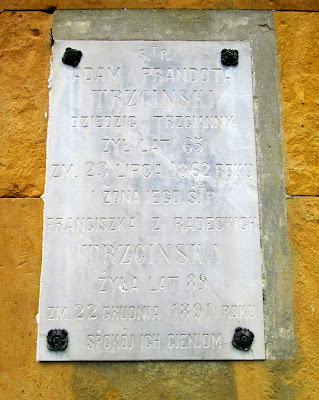 Ś.†P.
ADAM PRANDOTA
TRZCIŃSKI
DZIEDZIC TRZCIANNY
ŻYŁ LAT 65
ZM. 23 LIPCA 1862 ROKU
I ŻONA JEGO Ś.P.
FRANCISZKA Z RADECKICH
TRZCIŃSKA
ŻYŁA LAT 89
ZM. 22 GRUDNIA 1891 ROKU
SPOKÓJ ICH CIENIOM